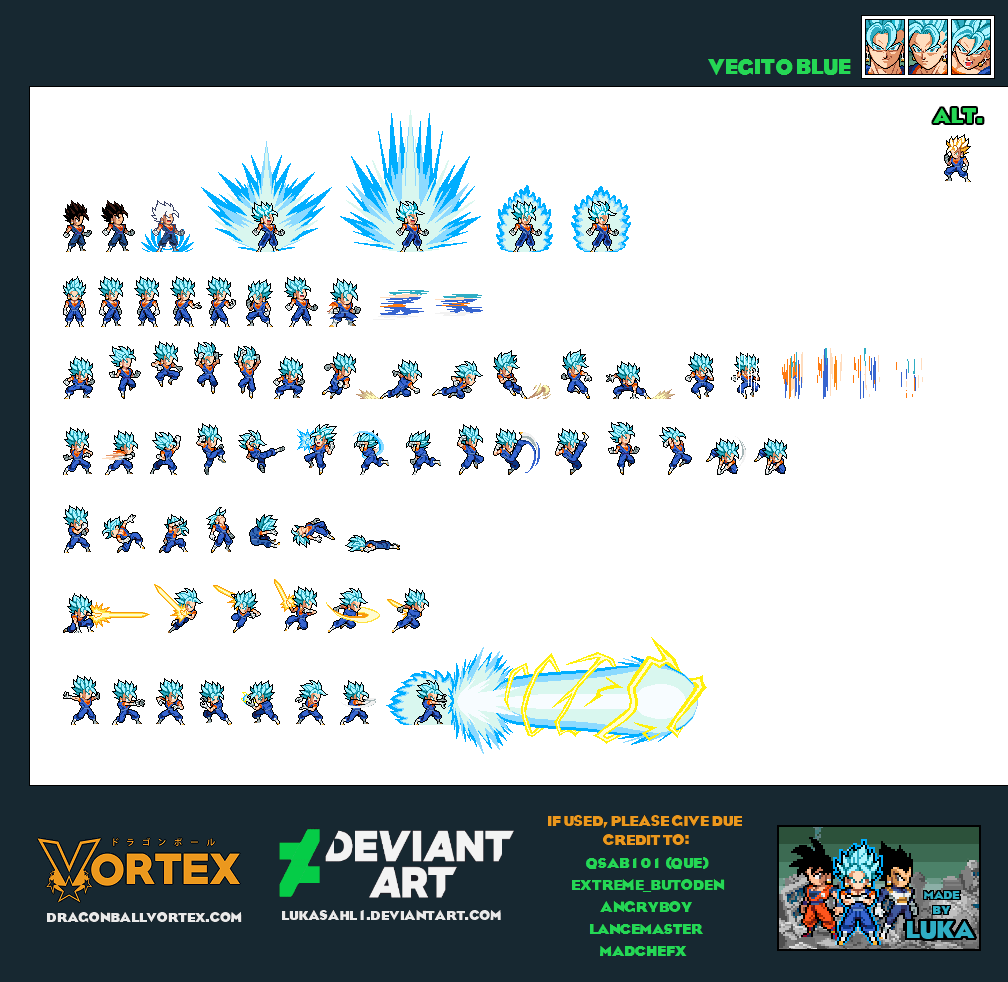 VEGITO BLUE
ALT.
ドラゴンボール
VORTEX
DRAGONBALLVORTEX.COM
DEVIANT
ART
LUKASAHL1.DEVIANTART.COM
IF USED, PLEASE GIVE DUE
CREDIT TO:
QSAB101 (QUE)
EXTREME_BUTODEN
ANGRYBOY
LANCEMASTER
MADCHEFX
MADE
BY
LUKA